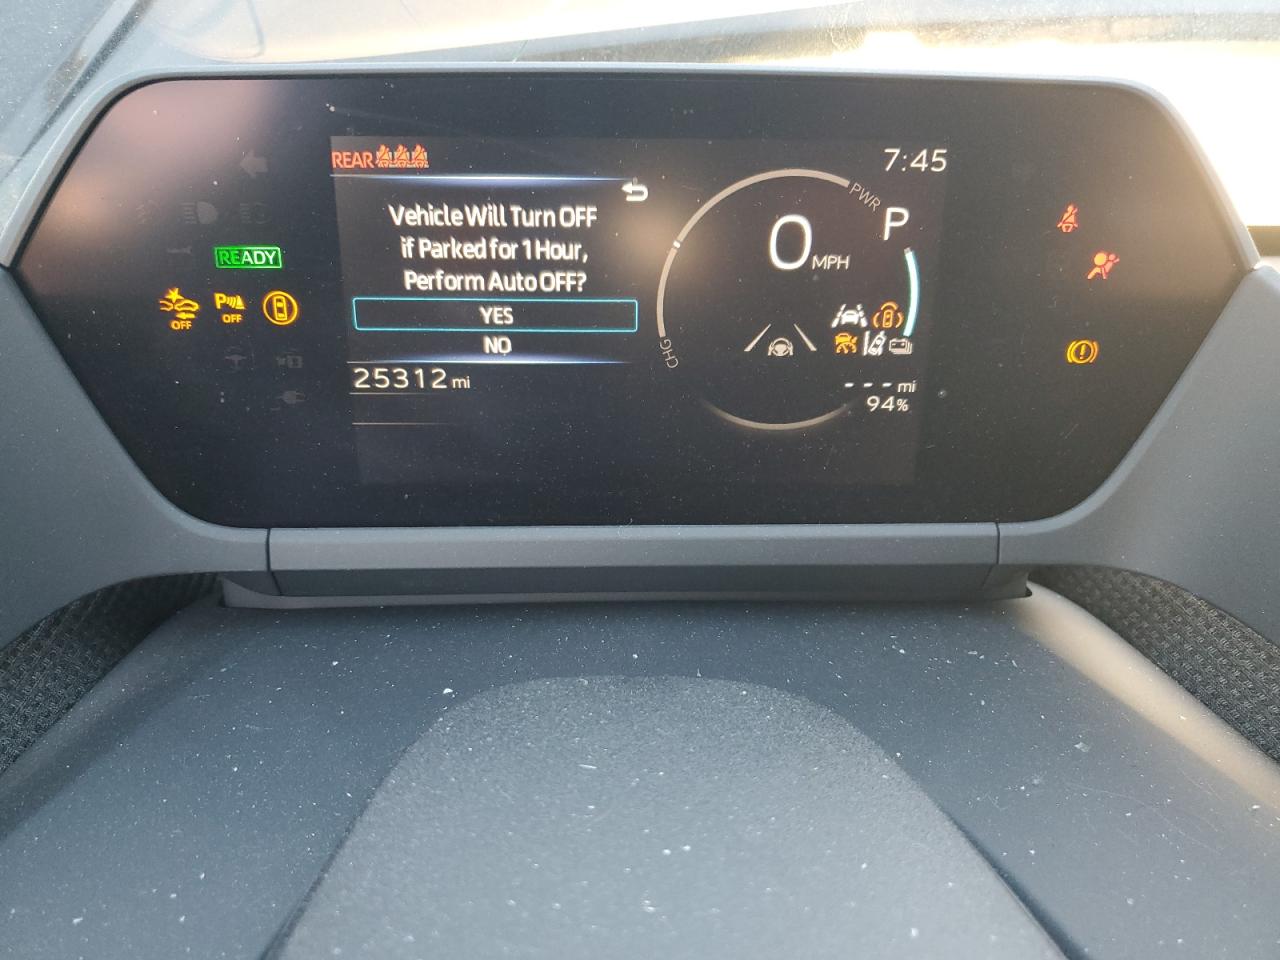 REAR
7:45
Vehicle Will Turn OFF
if Parked for 1 Hour,
Perform Auto OFF?
YES
NO
25312 mi
READY
OFF
P
OFF
PWR
P
0 MPH
CHG
- - - mi
94%